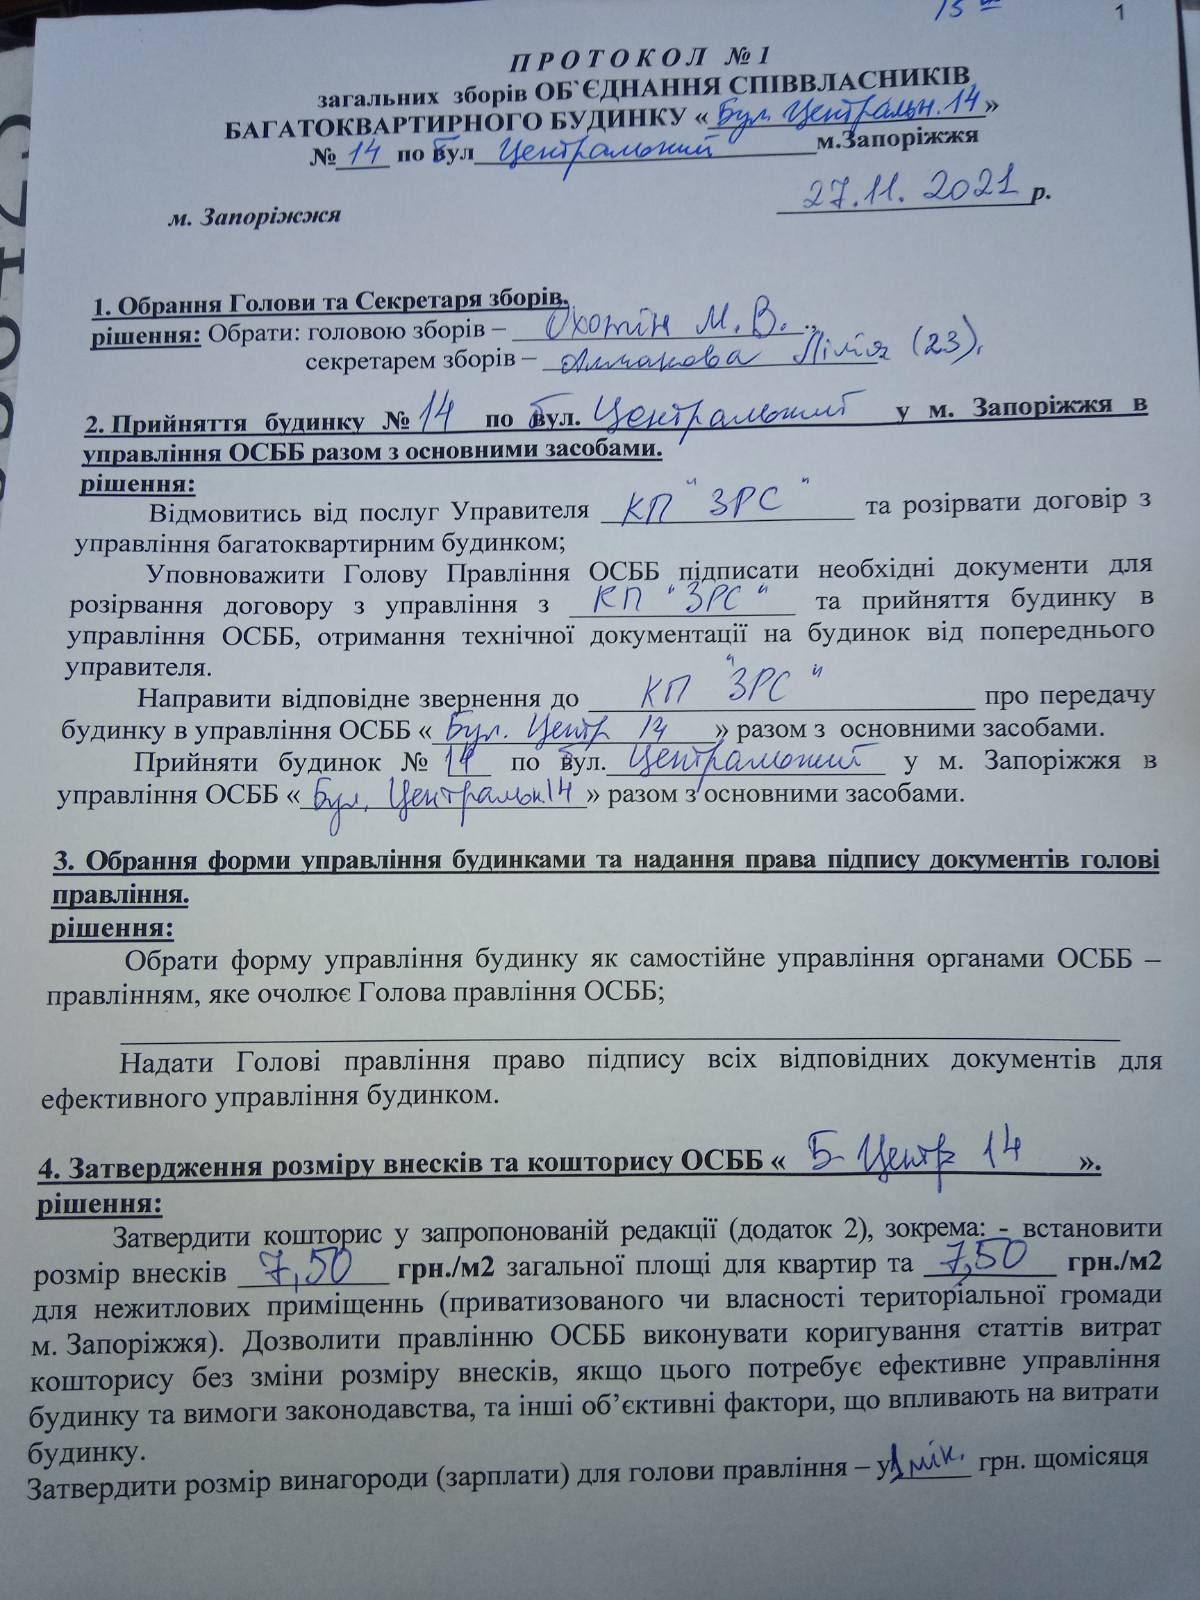 15 00
1
ПРОТОКОЛ № 1
загальних зборів ОБ`ЄДНАННЯ СПІВВЛАСНИКІВ
БАГАТОКВАРТИРНОГО БУДИНКУ « Бул. Центральн. 14 »
№ 14 по бул Центральний м.Запоріжжя
м. Запоріжжя 27.11.2021 р.
1. Обрання Голови та Секретаря зборів.
рішення: Обрати: головою зборів – Охотін М.В. .,
секретарем зборів – Лілія (23).
2. Прийняття будинку № 14 по бул. Центральний у м. Запоріжжя в
управління ОСББ разом з основними засобами.
рішення:
Відмовитись від послуг Управителя КП "ЗРС" та розірвати договір з
управління багатоквартирним будинком;
Уповноважити Голову Правління ОСББ підписати необхідні документи для
розірвання договору з управління з КП "ЗРС" та прийняття будинку в
управління ОСББ, отримання технічної документації на будинок від попереднього
управителя.
Направити відповідне звернення до КП "ЗРС" про передачу
будинку в управління ОСББ « Бул. Центр 14 » разом з основними засобами.
Прийняти будинок № 14 по бул. Центральний у м. Запоріжжя в
управління ОСББ « Бул. Центральн.14 » разом з основними засобами.
3. Обрання форми управління будинками та надання права підпису документів голові
правління.
рішення:
Обрати форму управління будинку як самостійне управління органами ОСББ –
правлінням, яке очолює Голова правління ОСББ;
Надати Голові правління право підпису всіх відповідних документів для
ефективного управління будинком.
4. Затвердження розміру внесків та кошторису ОСББ « Б-Центр 14 ».
рішення:
Затвердити кошторис у запропонованій редакції (додаток 2), зокрема: - встановити
розмір внесків 7,50 грн./м2 загальної площі для квартир та 7,50 грн./м2
для нежитлових приміщеннь (приватизованого чи власності територіальної громади
м. Запоріжжя). Дозволити правлінню ОСББ виконувати коригування статтів витрат
кошторису без зміни розміру внесків, якщо цього потребує ефективне управління
будинку та вимоги законодавства, та інші об’єктивні фактори, що впливають на витрати
будинку.
Затвердити розмір винагороди (зарплати) для голови правління – у 1 мін. грн. щомісяця